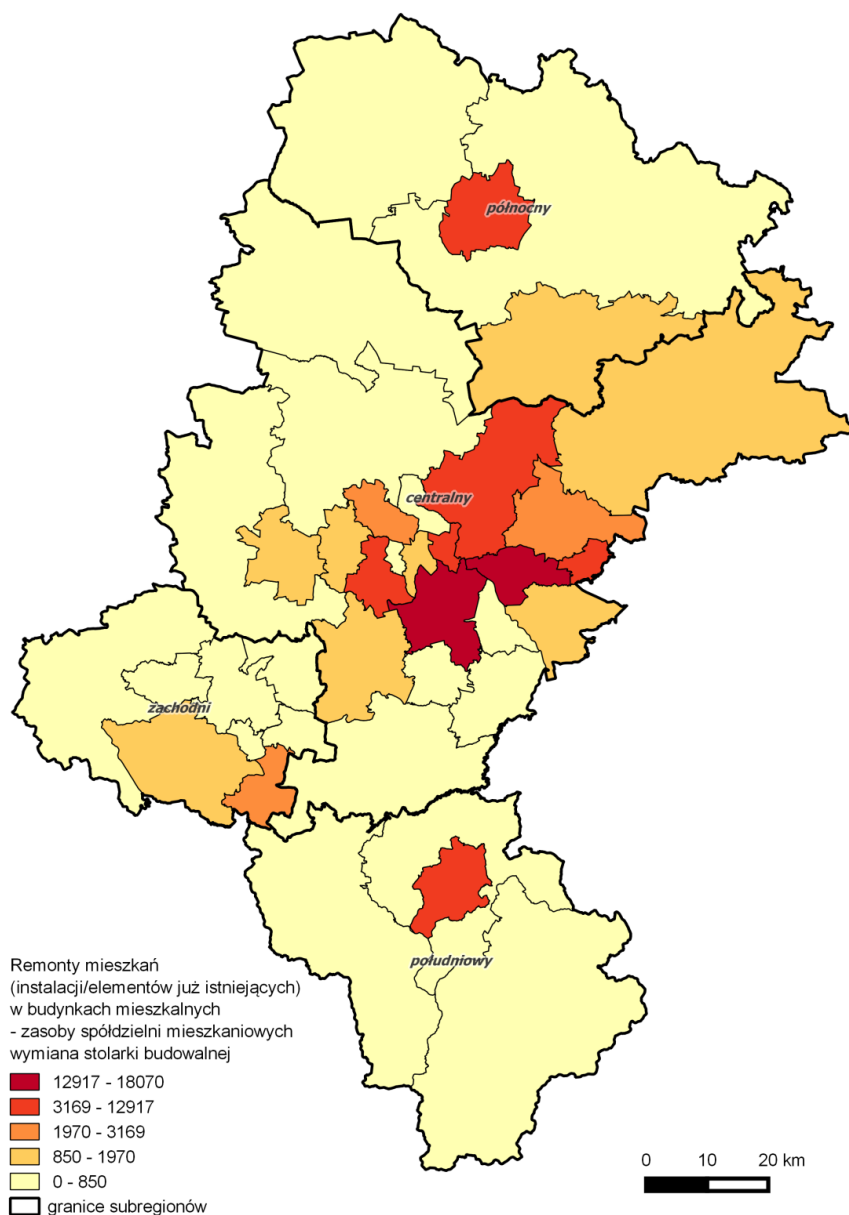 północny
centralny
zachodni
południowy
Remonty mieszkań
(instalacji/elementów już istniejących)
w budynkach mieszkalnych
- zasoby spółdzielni mieszkaniowych
wymiana stolarki budowalnej
12917 - 18070
3169 - 12917
1970 - 3169
850 - 1970
0 - 850
granice subregionów
0 10 20 km